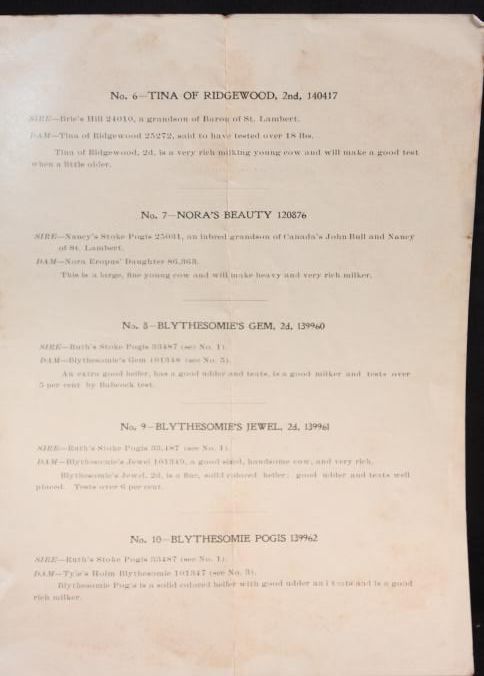 No. 6—TINA OF RIDGEWOOD, 2nd, 140417
SIRE—Brie's Hill 24010, a grandson of Baron of St. Lambert.
DAM—Tina of Ridgewood 25272, said to have tested over 18 lbs.
Tina of Ridgewood, 2d, is a very rich milking young cow and will make a good test
when a little older.
No. 7—NORA'S BEAUTY 120876
SIRE—Nancy's Stoke Pogis 25031, an inbred grandson of Canada's John Bull and Nancy
of St. Lambert.
DAM—Nora Eropus' Daughter 86,363.
This is a large, fine young cow and will make heavy and very rich milker.
No. 8—BLYTHESOMIE'S GEM, 2d, 139960
SIRE—Ruth's Stoke Pogis 33487 (see No. 1).
DAM—Blythesomie's Gem 101348 (see No. 5).
An extra good heifer, has a good udder and teats, is a good milker and tests over
5 per cent by Babcock test.
No. 9—BLYTHESOMIE'S JEWEL, 2d, 139961
SIRE—Ruth's Stoke Pogis 33,487 (see No. 1).
DAM—Blythesomie's Jewel 101349, a good sized, handsome cow, and very rich.
Blythesomie's Jewel, 2d, is a fine, solid colored heifer; good udder and teats well
placed. Tests over 6 per cent.
No. 10—BLYTHESOMIE POGIS 139962
SIRE—Ruth's Stoke Pogis 33487 (see No. 1).
DAM—Tyle's Holm Blythesomie 101347 (see No. 3).
Blythesomie Pogis is a solid colored heifer with good udder and teats and is a good
rich milker.